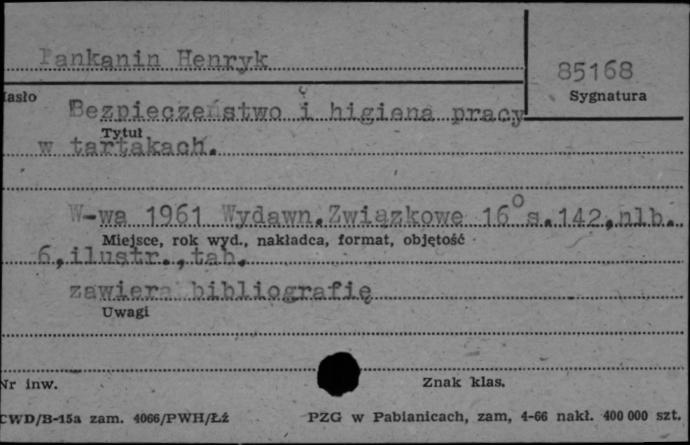 Pankanin Henryk
85168
Hasło
Sygnatura
Bezpieczeństwo i higiena pracy
Tytuł
w tartakach.
W-wa 1961 Wydawn.Związkowe 16° s.142,nlb.
Miejsce, rok wyd., nakładca, format, objętość
6,ilustr.,tab.
zawiera bibliografię
Uwagi
Nr inw.
Znak klas.
CWD/B-15a zam. 4066/PWH/Łż
PZG w Pabianicach, zam, 4-66 nakł. 400 000 szt.